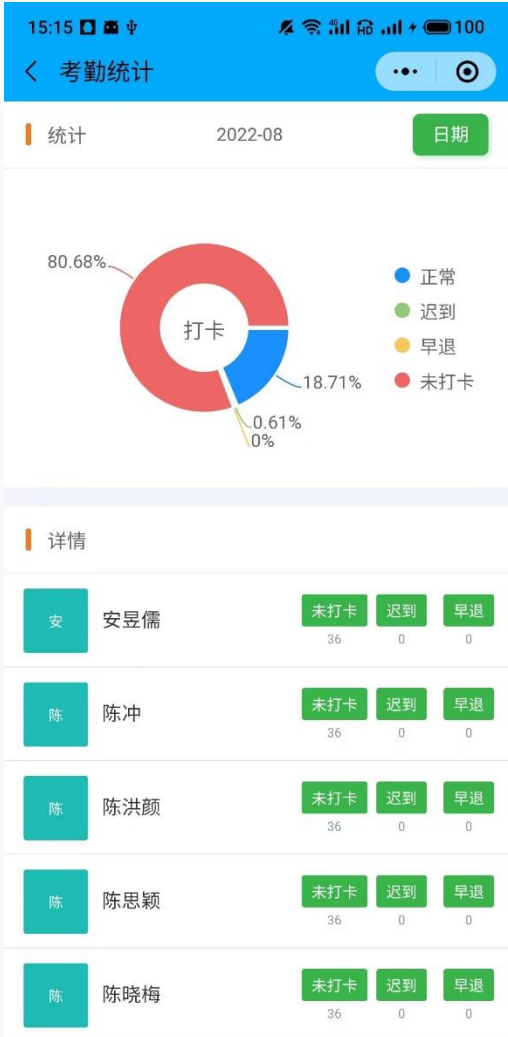 15:15 4G HD 100
考勤统计
统计 2022-08 日期
80.68%
打卡
18.71%
0.61%
0%
正常
迟到
早退
未打卡
详情
安 安昱儒 未打卡 迟到 早退
36 0 0
陈 陈冲 未打卡 迟到 早退
36 0 0
陈 陈洪颜 未打卡 迟到 早退
36 0 0
陈 陈思颖 未打卡 迟到 早退
36 0 0
陈 陈晓梅 未打卡 迟到 早退
36 0 0